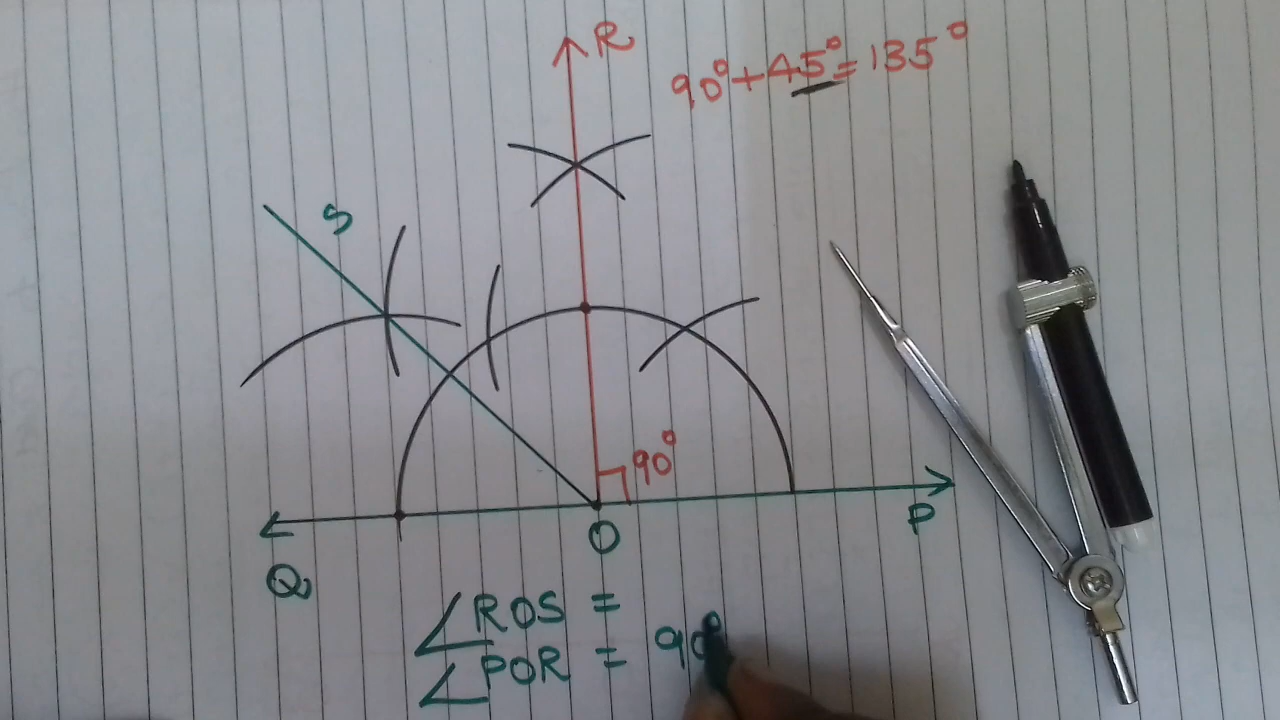 R
90°+45°=135°
S
90°
P
O
Q
∠ROS =
∠POR = 90°